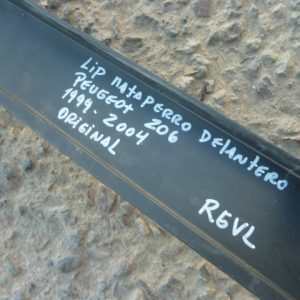 LIP MATAPERRO DELANTERO
PEUGEOT 206
1999-2004
ORIGINAL
REVL